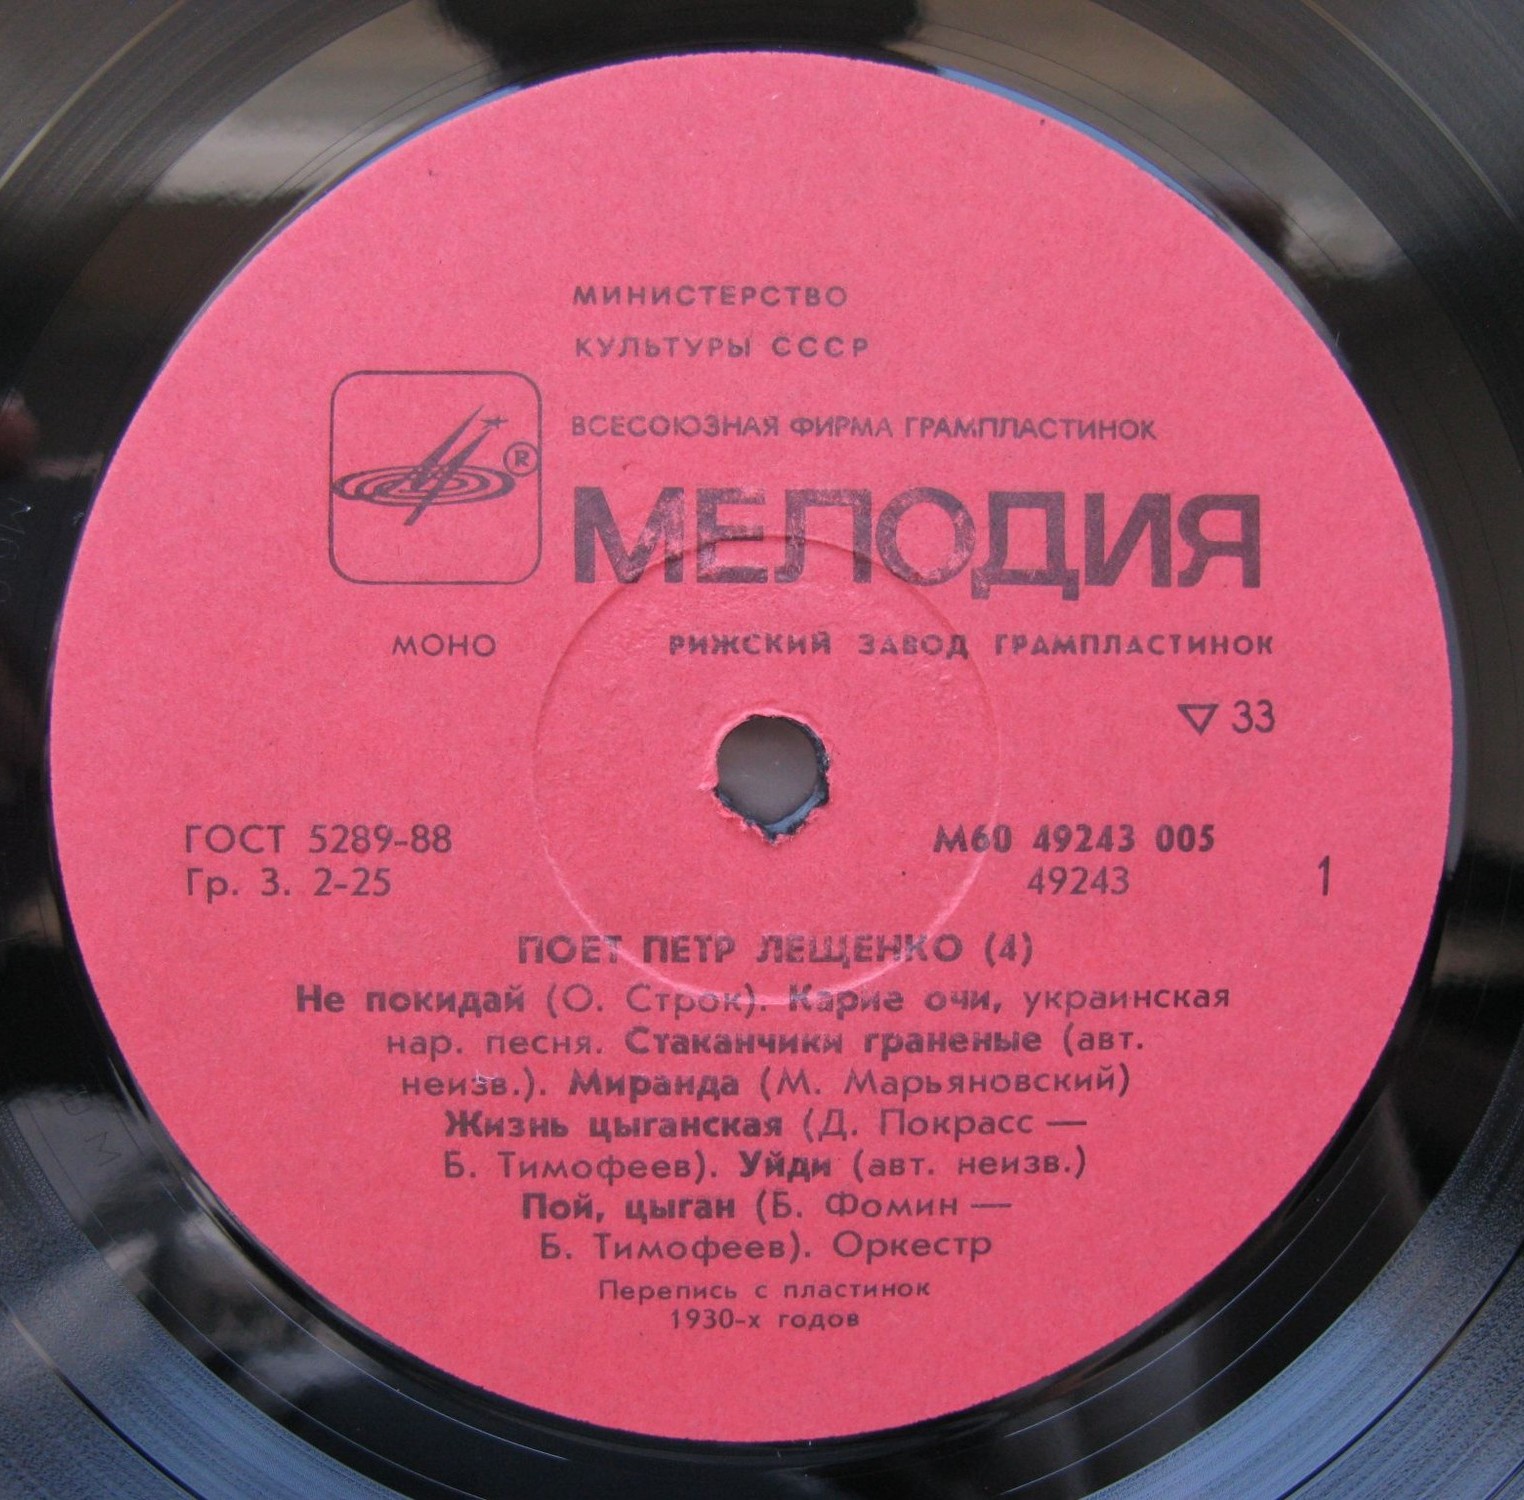 МИНИСТЕРСТВО
КУЛЬТУРЫ СССР
ВСЕСОЮЗНАЯ ФИРМА ГРАМПЛАСТИНОК
®
МЕЛОДИЯ
МОНО РИЖСКИЙ ЗАВОД ГРАМПЛАСТИНОК
▽ 33
ГОСТ 5289-88 М60 49243 005
Гр. 3. 2-25 49243 1
ПОЕТ ПЕТР ЛЕЩЕНКО (4)
Не покидай (О. Строк). Карие очи, украинская
нар. песня. Стаканчики граненые (авт.
неизв.). Миранда (М. Марьяновский)
Жизнь цыганская (Д. Покрасс —
Б. Тимофеев). Уйди (авт. неизв.)
Пой, цыган (Б. Фомин —
Б. Тимофеев). Оркестр
Перепись с пластинок
1930-х годов